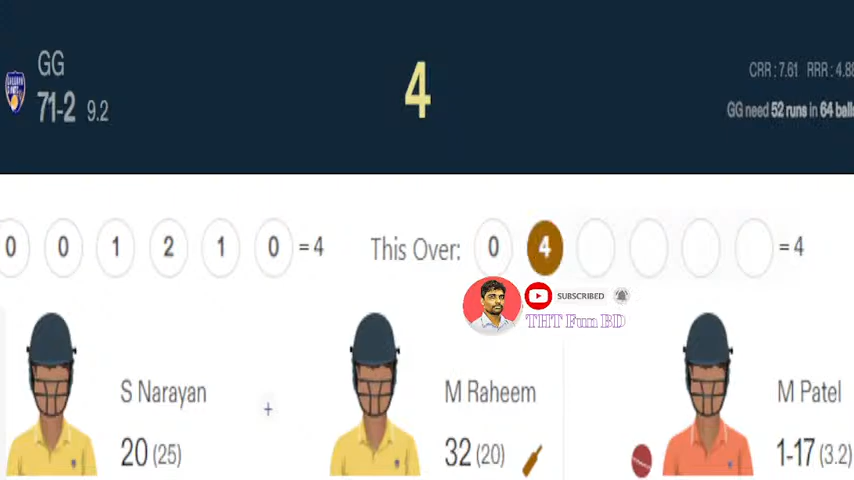 GG
71-2 9.2
4
CRR : 7.61 RRR : 4.88
GG need 52 runs in 64 balls
0 0 1 2 1 0 = 4
This Over: 0 4 = 4
SUBSCRIBED
THT Fun BD
S Narayan
20 (25)
M Raheem
32 (20)
M Patel
1-17 (3.2)